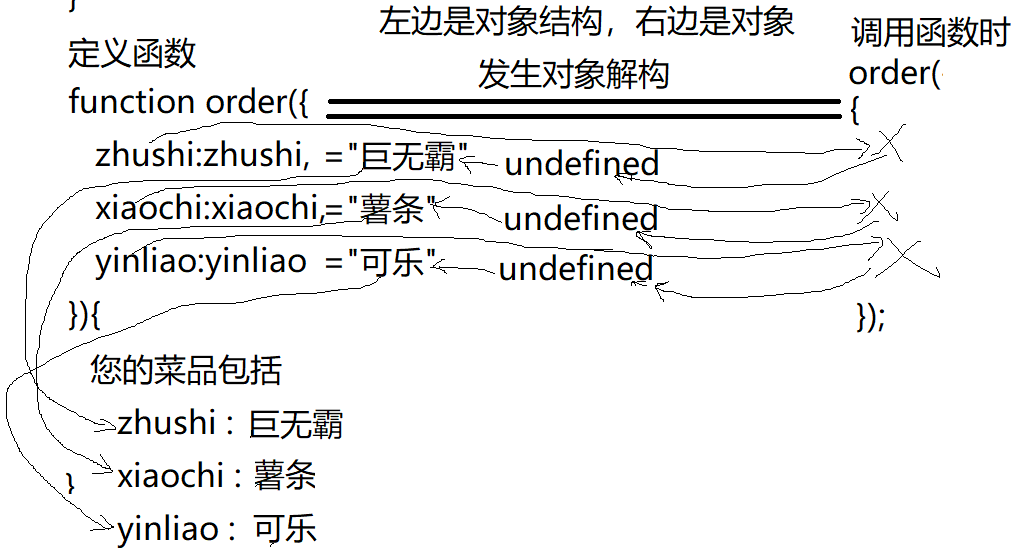 }
左边是对象结构，右边是对象
发生对象解构
定义函数
调用函数时
function order({
order(
{
zhushi:zhushi, ="巨无霸"
undefined
xiaochi:xiaochi,="薯条"
undefined
yinliao:yinliao ="可乐"
undefined
}){
});
您的菜品包括
zhushi : 巨无霸
xiaochi : 薯条
}
yinliao : 可乐